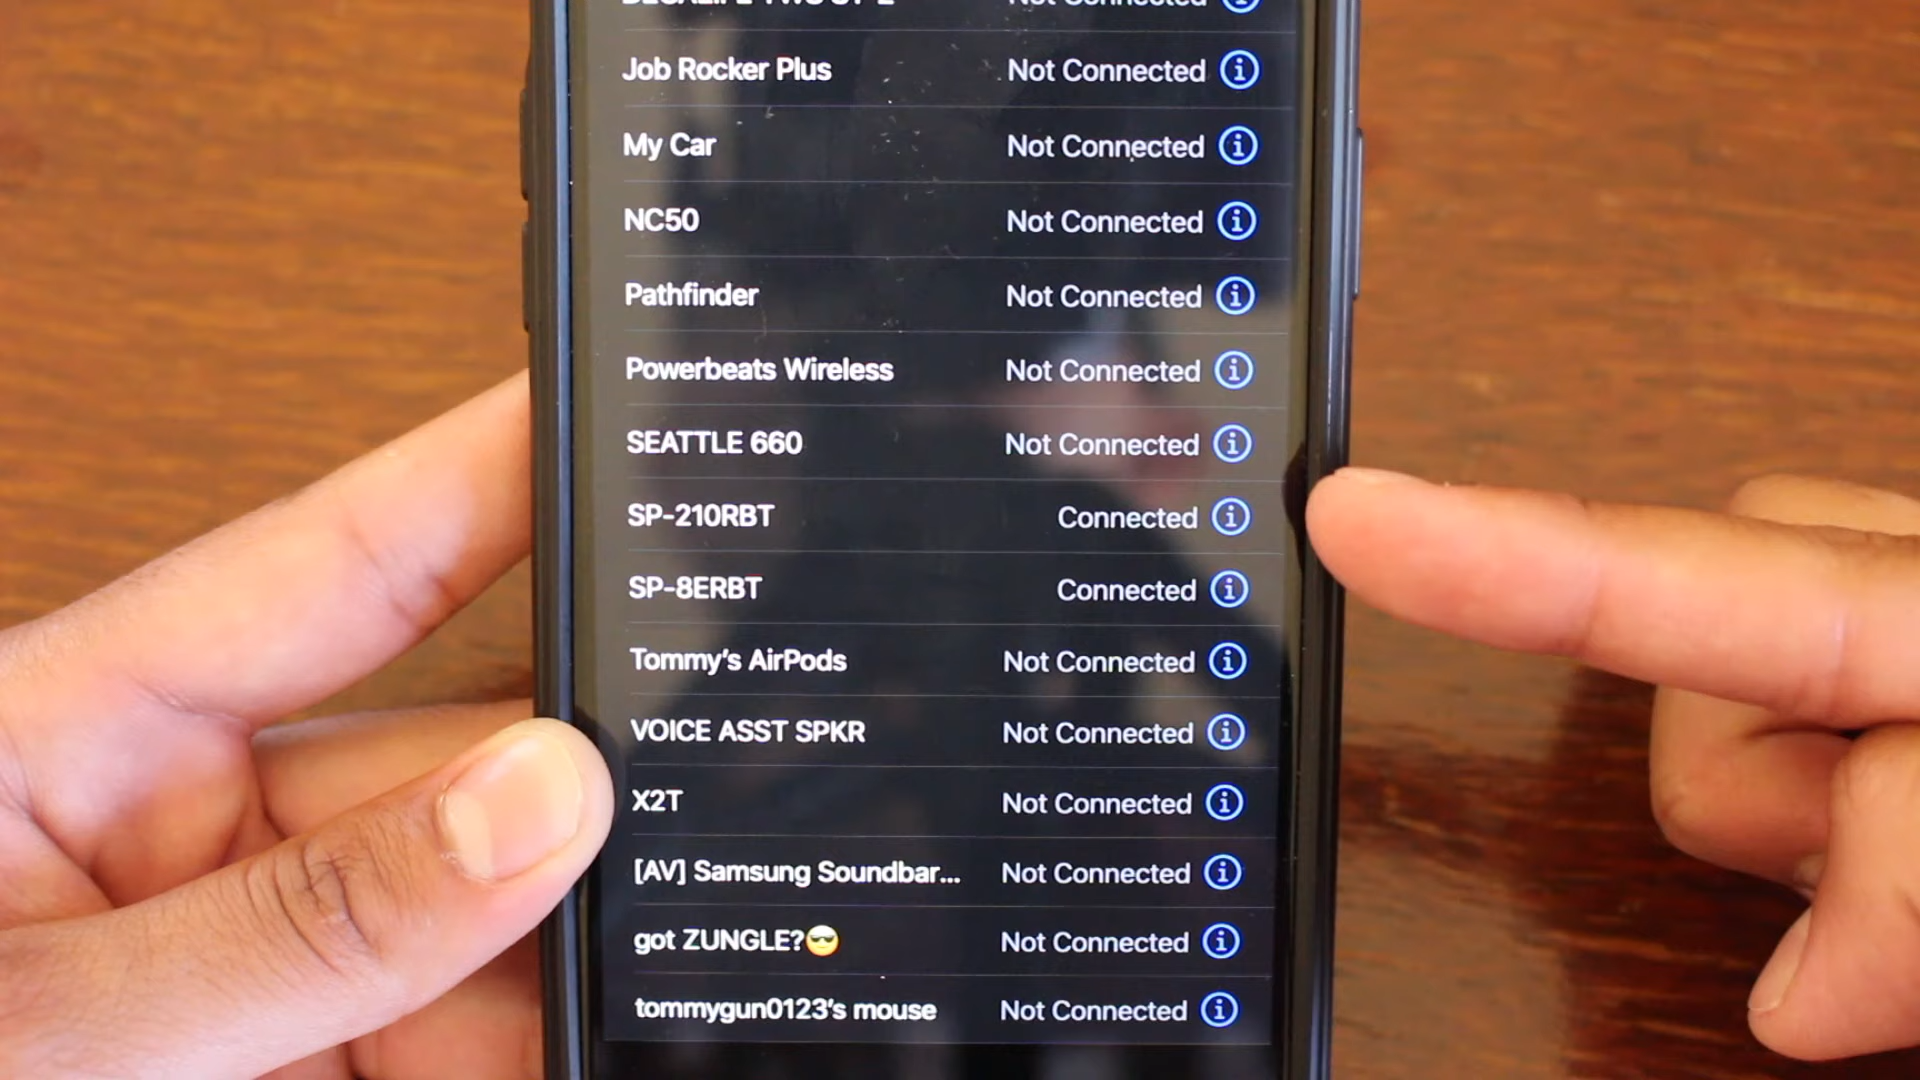 Not Connected
Job Rocker Plus Not Connected
My Car Not Connected
NC50 Not Connected
Pathfinder Not Connected
Powerbeats Wireless Not Connected
SEATTLE 660 Not Connected
SP-210RBT Connected
SP-8ERBT Connected
Tommy's AirPods Not Connected
VOICE ASST SPKR Not Connected
X2T Not Connected
[AV] Samsung Soundbar... Not Connected
got ZUNGLE?😎 Not Connected
tommygun0123's mouse Not Connected